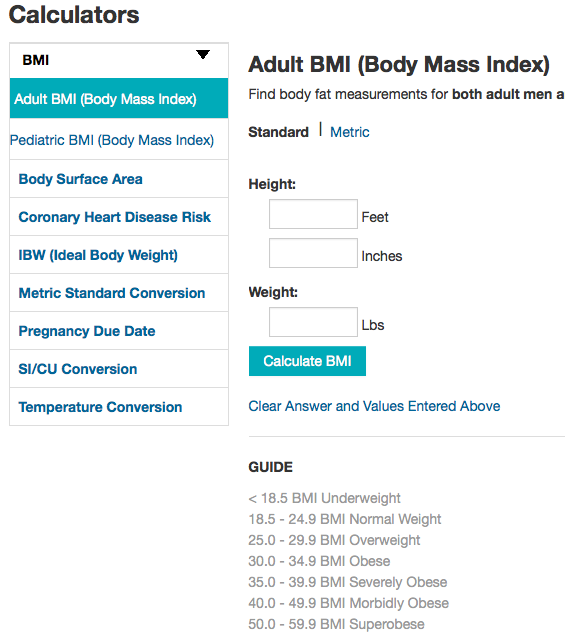 Calculators
BMI
Adult BMI (Body Mass Index)
Pediatric BMI (Body Mass Index)
Body Surface Area
Coronary Heart Disease Risk
IBW (Ideal Body Weight)
Metric Standard Conversion
Pregnancy Due Date
SI/CU Conversion
Temperature Conversion
Adult BMI (Body Mass Index)
Find body fat measurements for both adult men a
Standard | Metric
Height:
Feet
Inches
Weight:
Lbs
Calculate BMI
Clear Answer and Values Entered Above
GUIDE
< 18.5 BMI Underweight
18.5 - 24.9 BMI Normal Weight
25.0 - 29.9 BMI Overweight
30.0 - 34.9 BMI Obese
35.0 - 39.9 BMI Severely Obese
40.0 - 49.9 BMI Morbidly Obese
50.0 - 59.9 BMI Superobese